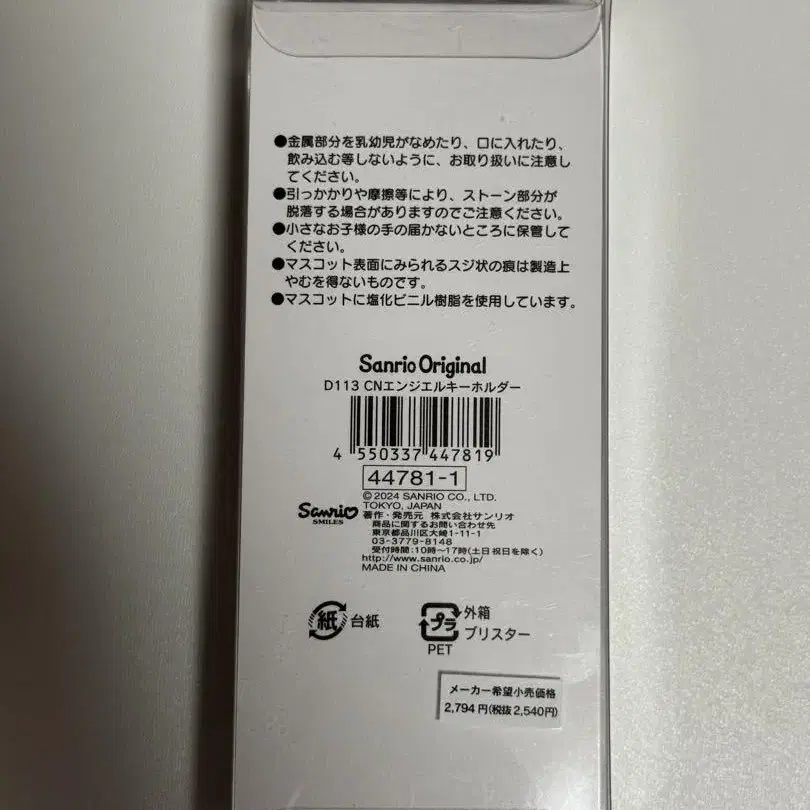 ●金属部分を乳幼児がなめたり、口に入れたり、
飲み込む等しないように、お取り扱いに注意し
てください。
●引っかかりや摩擦等により、ストーン部分が
脱落する場合がありますのでご注意ください。
●小さなお子様の手の届かないところに保管して
ください。
●マスコット表面にみられるスジ状の痕は製造上
やむを得ないものです。
●マスコットに塩化ビニル樹脂を使用しています。
Sanrio Original
D113 CNエンジェルキーホルダー
4 550337 447819
44781-1
©2024 SANRIO CO., LTD.
TOKYO, JAPAN
Sanrio
SMILES
著作・発売元 株式会社サンリオ
商品に関するお問い合わせ先
東京都品川区大崎1-11-1
03-3779-8148
受付時間:10時～17時(土日祝日を除く)
http://www.sanrio.co.jp/
MADE IN CHINA
紙 台紙
プラ 外箱
ブリスター
PET
メーカー希望小売価格
2,794円(税抜2,540円)